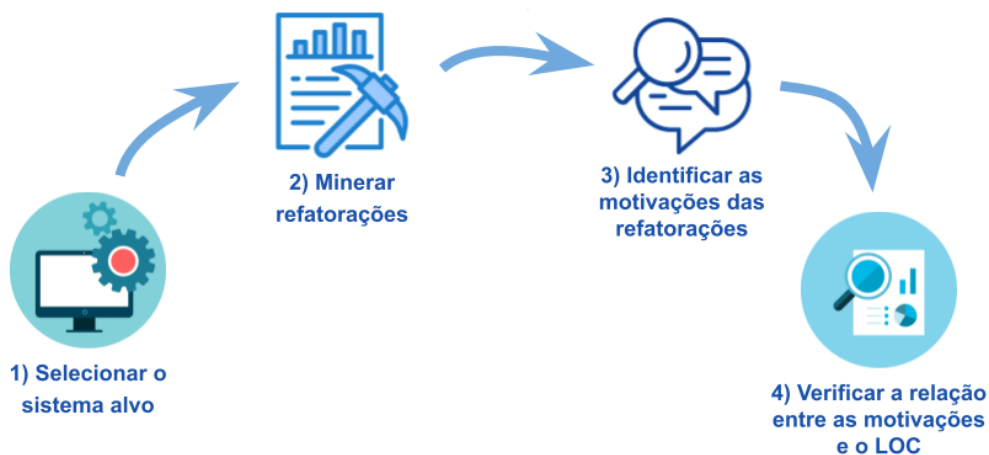 1) Selecionar o
sistema alvo
2) Minerar
refatorações
3) Identificar as
motivações das
refatorações
4) Verificar a relação
entre as motivações
e o LOC